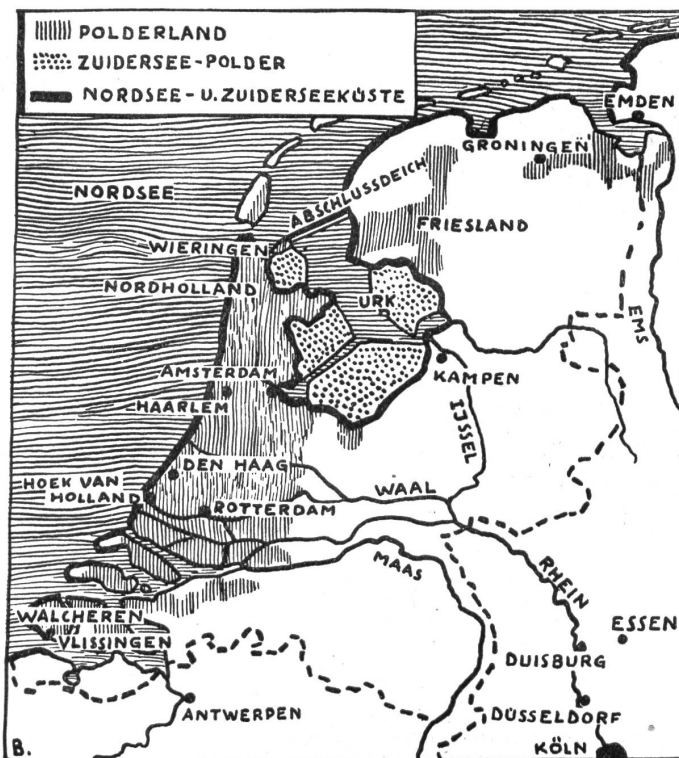 POLDERLAND
ZUIDERSEE-POLDER
NORDSEE- U. ZUIDERSEEKÜSTE
EMDEN
GRONINGEN
NORDSEE
ABSCHLUSSDEICH
FRIESLAND
WIERINGEN
NORDHOLLAND
URK
EMS
AMSTERDAM
KAMPEN
HAARLEM
IJSSEL
DEN HAAG
HOEK VAN
HOLLAND
WAAL
ROTTERDAM
MAAS
RHEIN
WALCHEREN
ESSEN
VLISSINGEN
DUISBURG
ANTWERPEN
DÜSSELDORF
B.
KÖLN